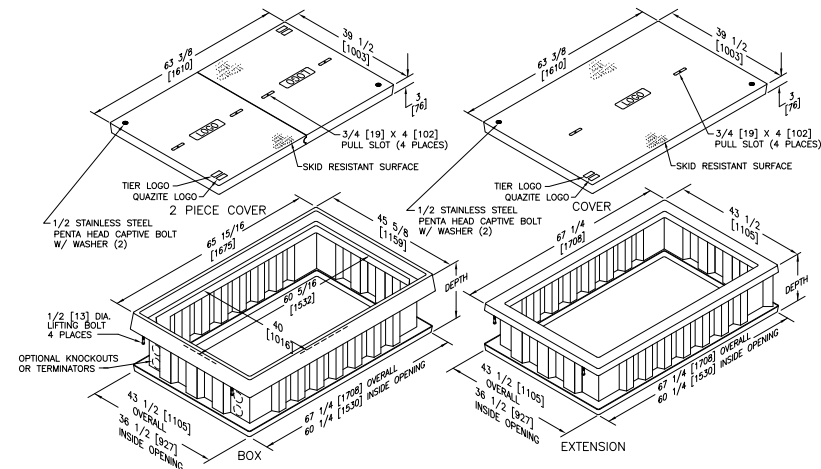 63 3/8
[1610]
39 1/2
[1003]
3
[76]
LOGO
LOGO
3/4 [19] X 4 [102]
PULL SLOT (4 PLACES)
SKID RESISTANT SURFACE
TIER LOGO
QUAZITE LOGO
2 PIECE COVER
1/2 STAINLESS STEEL
PENTA HEAD CAPTIVE BOLT
W/ WASHER (2)
63 3/8
[1610]
39 1/2
[1003]
3
[76]
LOGO
3/4 [19] X 4 [102]
PULL SLOT (4 PLACES)
SKID RESISTANT SURFACE
TIER LOGO
QUAZITE LOGO
COVER
1/2 STAINLESS STEEL
PENTA HEAD CAPTIVE BOLT
W/ WASHER (2)
65 15/16
[1675]
45 5/8
[1159]
60 5/16
[1532]
40
[1016]
DEPTH
1/2 [13] DIA.
LIFTING BOLT
4 PLACES
OPTIONAL KNOCKOUTS
OR TERMINATORS
43 1/2 [1105]
OVERALL
36 1/2 [927]
INSIDE OPENING
67 1/4 [1708] OVERALL
60 1/4 [1530] INSIDE OPENING
BOX
67 1/4
[1708]
43 1/2
[1105]
DEPTH
43 1/2 [1105]
OVERALL
36 1/2 [927]
INSIDE OPENING
67 1/4 [1708] OVERALL
60 1/4 [1530] INSIDE OPENING
EXTENSION